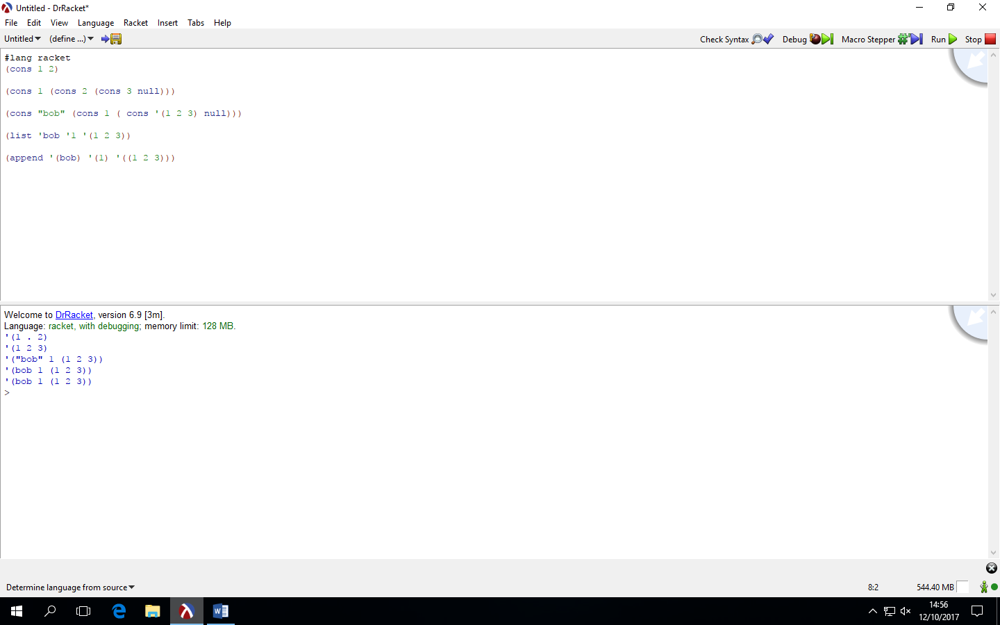 Untitled - DrRacket*
File Edit View Language Racket Insert Tabs Help
Untitled (define ...) Check Syntax Debug Macro Stepper Run Stop
#lang racket
(cons 1 2)
(cons 1 (cons 2 (cons 3 null)))
(cons "bob" (cons 1 ( cons '(1 2 3) null)))
(list 'bob '1 '(1 2 3))
(append '(bob) '(1) '((1 2 3)))
Welcome to DrRacket, version 6.9 [3m].
Language: racket, with debugging; memory limit: 128 MB.
'(1 . 2)
'(1 2 3)
'("bob" 1 (1 2 3))
'(bob 1 (1 2 3))
'(bob 1 (1 2 3))
>
Determine language from source 8:2 544.40 MB
14:56
12/10/2017